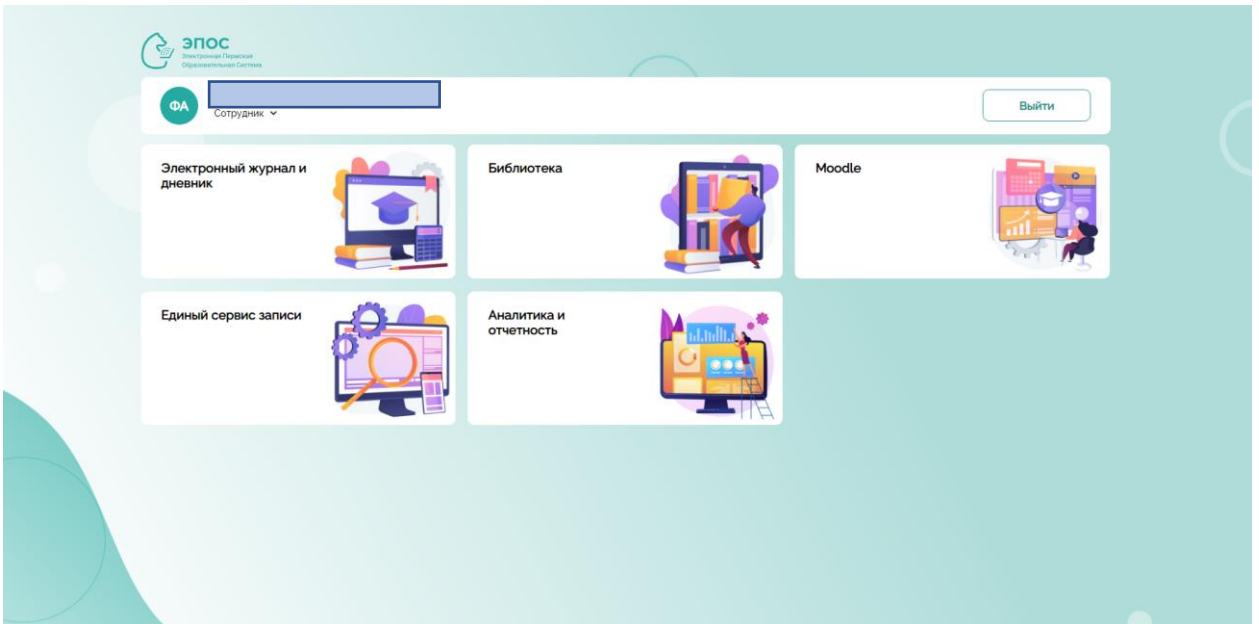 ЭПОС
Электронная Пермская
Образовательная Система
ФА
Сотрудник
Выйти
Электронный журнал и
дневник
Библиотека
Moodle
Единый сервис записи
Аналитика и
отчетность